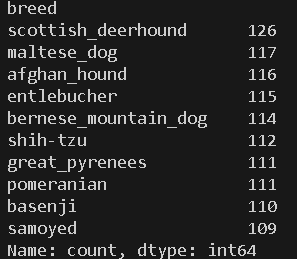 breed
scottish_deerhound 126
maltese_dog 117
afghan_hound 116
entlebucher 115
bernese_mountain_dog 114
shih-tzu 112
great_pyrenees 111
pomeranian 111
basenji 110
samoyed 109
Name: count, dtype: int64